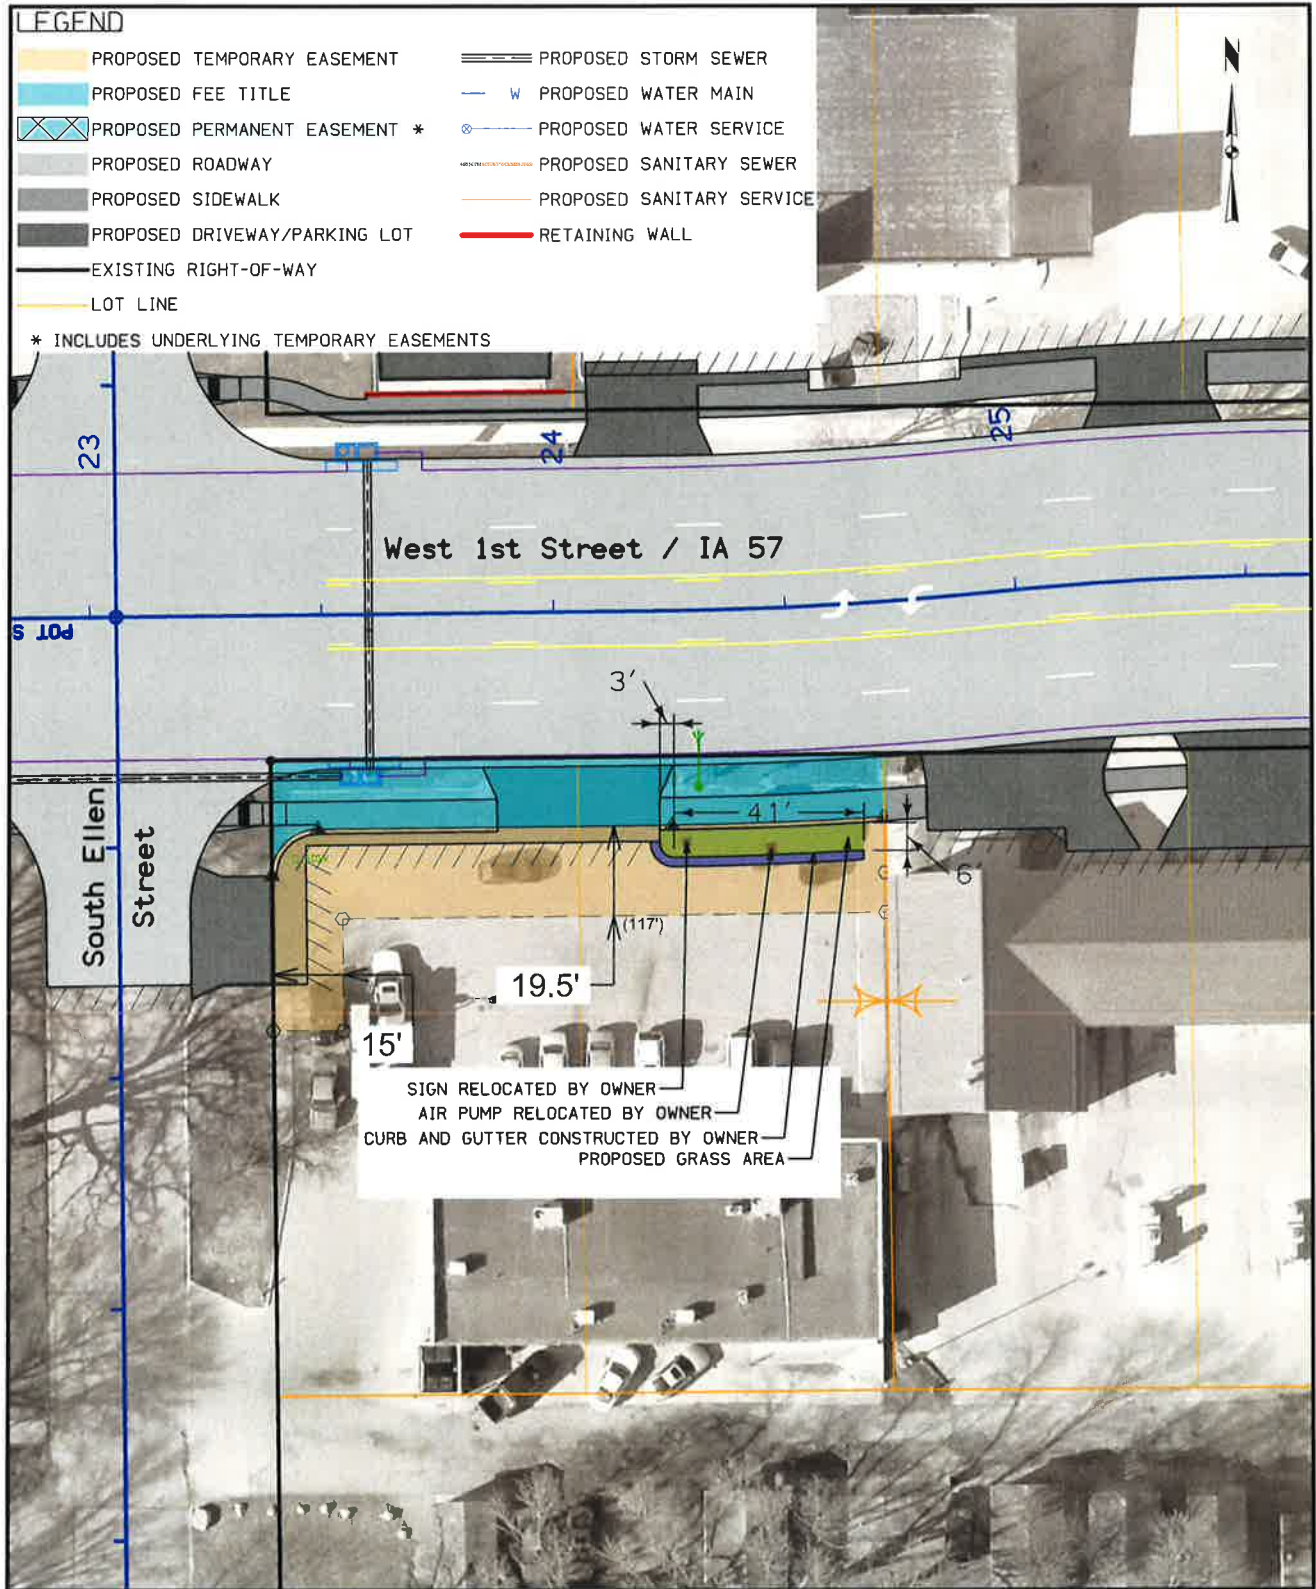 LEGEND
PROPOSED TEMPORARY EASEMENT
PROPOSED FEE TITLE
PROPOSED PERMANENT EASEMENT *
PROPOSED ROADWAY
PROPOSED SIDEWALK
PROPOSED DRIVEWAY/PARKING LOT
EXISTING RIGHT-OF-WAY
LOT LINE
* INCLUDES UNDERLYING TEMPORARY EASEMENTS
PROPOSED STORM SEWER
W PROPOSED WATER MAIN
PROPOSED WATER SERVICE
PROPOSED SANITARY SEWER
PROPOSED SANITARY SERVICE
RETAINING WALL
N
23
24
25
West 1st Street / IA 57
POT S
3'
41'
6'
South Ellen
Street
(117')
19.5'
15'
SIGN RELOCATED BY OWNER
AIR PUMP RELOCATED BY OWNER
CURB AND GUTTER CONSTRUCTED BY OWNER
PROPOSED GRASS AREA